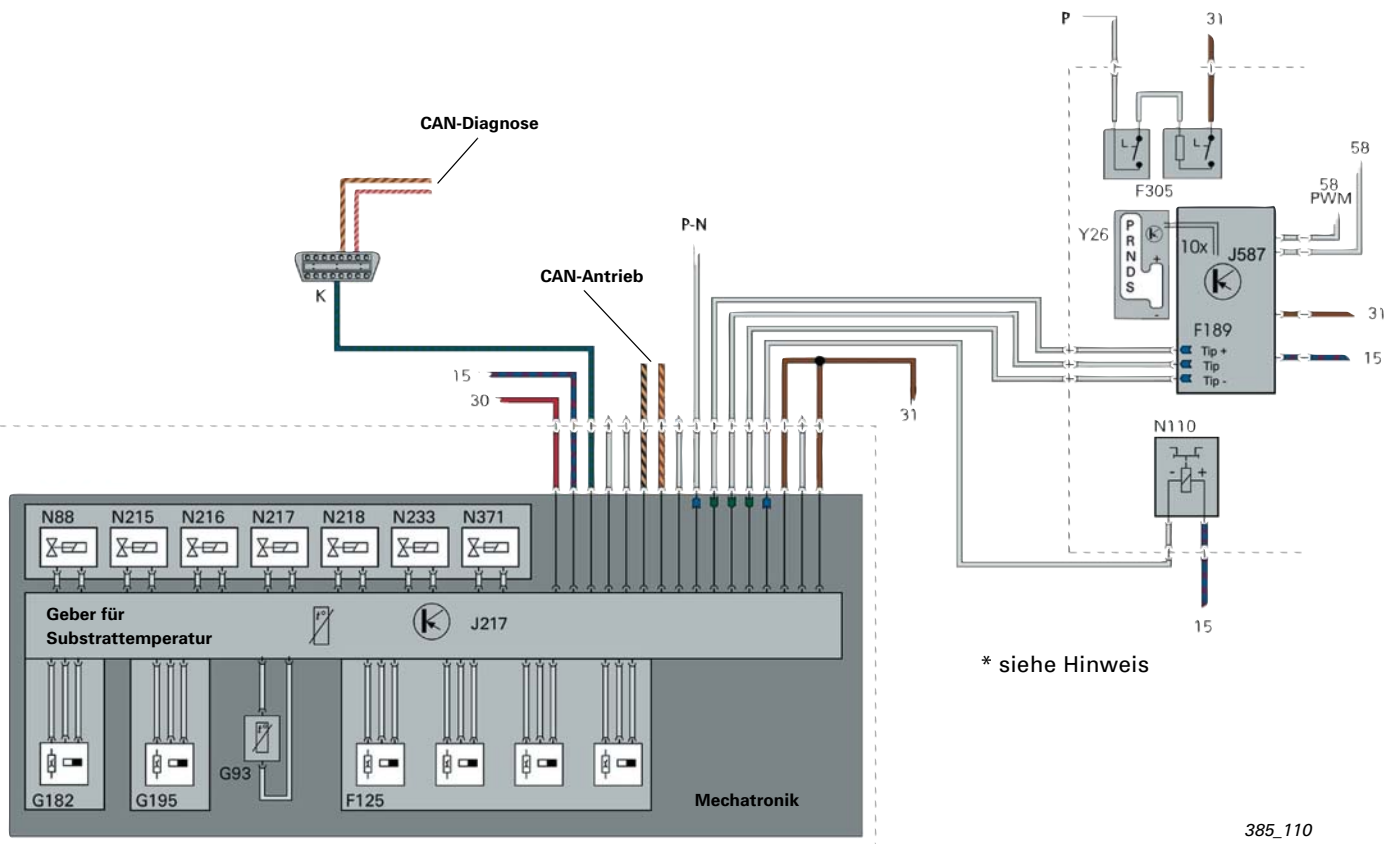 P
31
CAN-Diagnose
58
58
PWM
F305
P-N
Y26
P
R
N
D
S
+
-
10x
J587
K
CAN-Antrieb
31
F189
Tip +
Tip
Tip -
15
15
30
31
N110
- +
N88 N215 N216 N217 N218 N233 N371
Geber für
Substrattemperatur
t°
J217
15
* siehe Hinweis
t°
G93
G182 G195 F125 Mechatronik
385_110